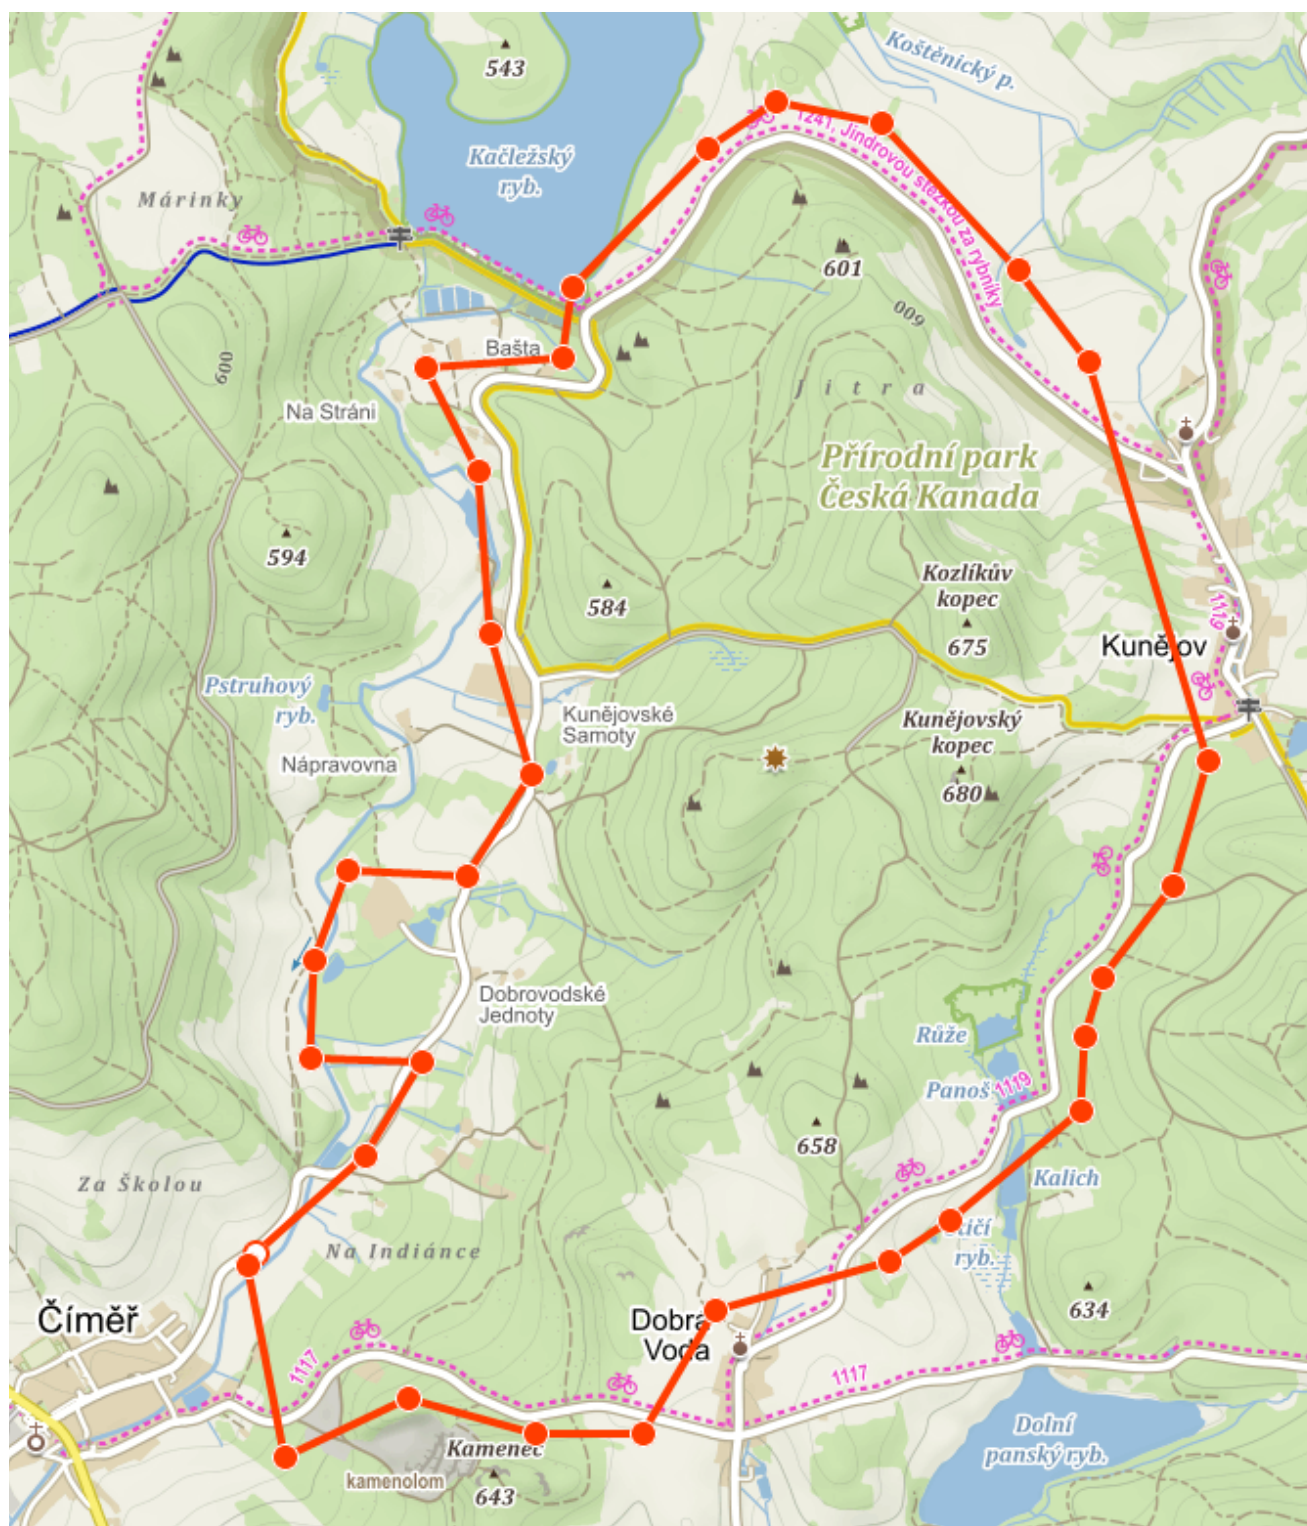 Koštěnický p.
543
1241, Jindrovou stezkou za rybníky
Kačležský
ryb.
Márinky
601
600
600
Bašta
Jitra
Na Stráni
Přírodní park
Česká Kanada
594
Kozlíkův
kopec
584
675
1119
Kunějov
Pstruhový
ryb.
Kunějovské
Samoty
Kunějovský
kopec
Nápravovna
680
Dobrovodské
Jednoty
Růže
Panoš
1119
658
Kalich
Za Školou
Na Indiánce
ryb.
634
Číměř
Dobrá
Voda
1117
1117
Dolní
panský ryb.
Kamenec
kamenolom
643